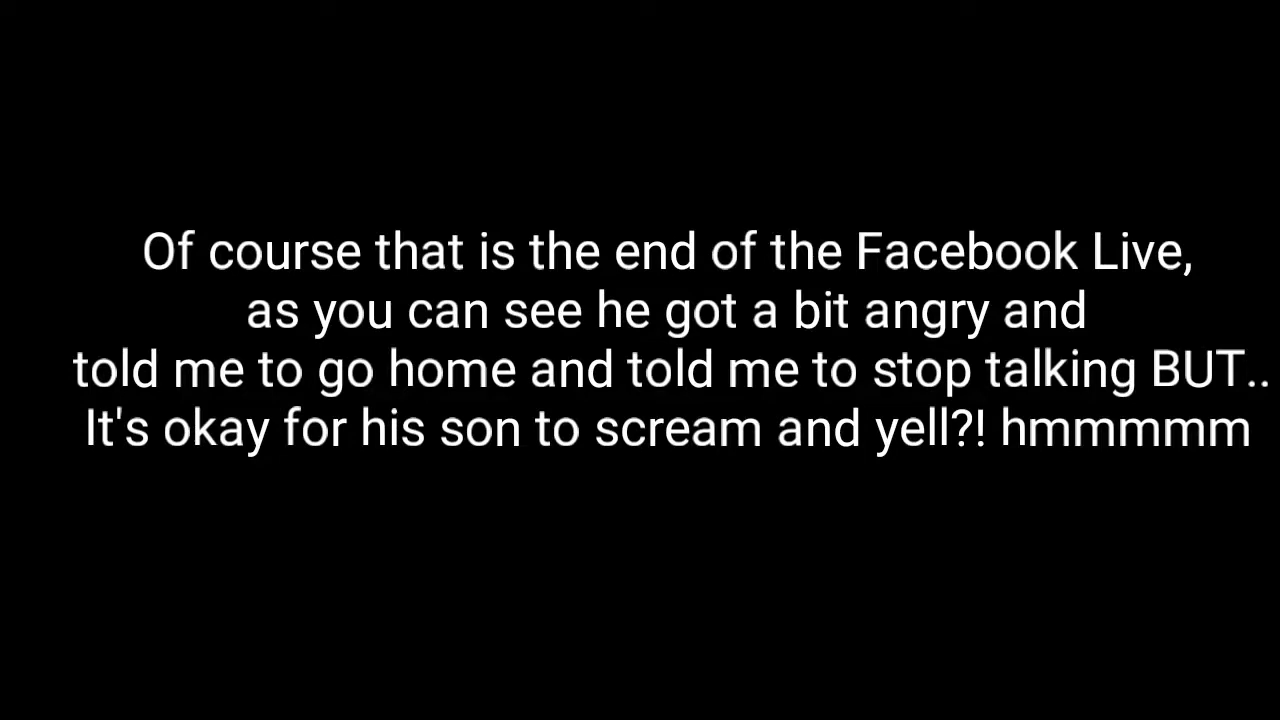 Of course that is the end of the Facebook Live,
as you can see he got a bit angry and
told me to go home and told me to stop talking BUT..
It's okay for his son to scream and yell?! hmmmmm